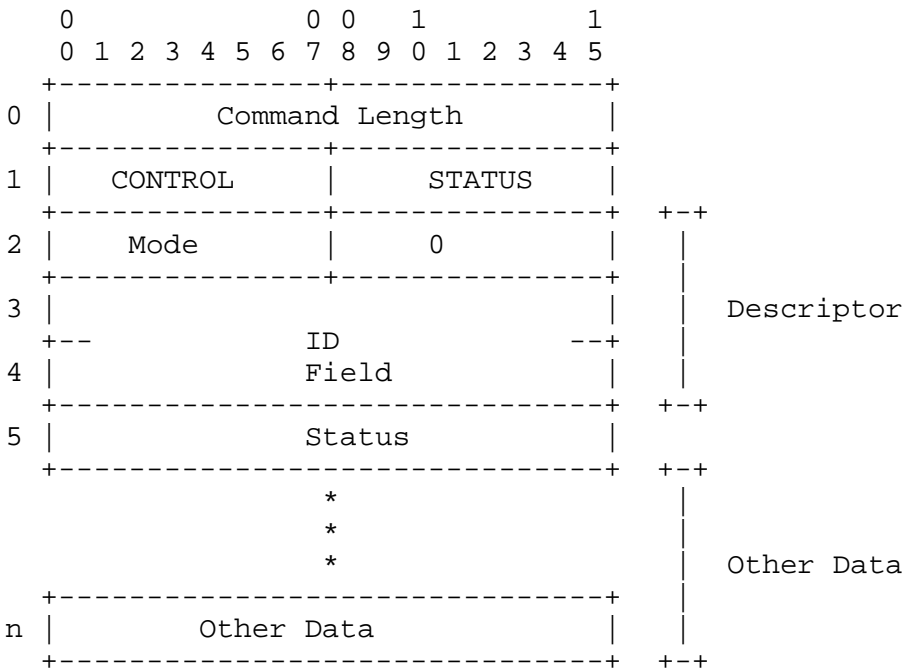 0 0 0 1 1
0 1 2 3 4 5 6 7 8 9 0 1 2 3 4 5
+---------------+---------------+
0 | Command Length |
+---------------+---------------+
1 | CONTROL | STATUS |
+---------------+---------------+ +-+
2 | Mode | 0 | |
+---------------+---------------+ |
3 | | | Descriptor
+-- ID --+ |
4 | Field | |
+-------------------------------+ +-+
5 | Status |
+-------------------------------+ +-+
* |
* |
* | Other Data
+-------------------------------+ |
n | Other Data | |
+-------------------------------+ +-+